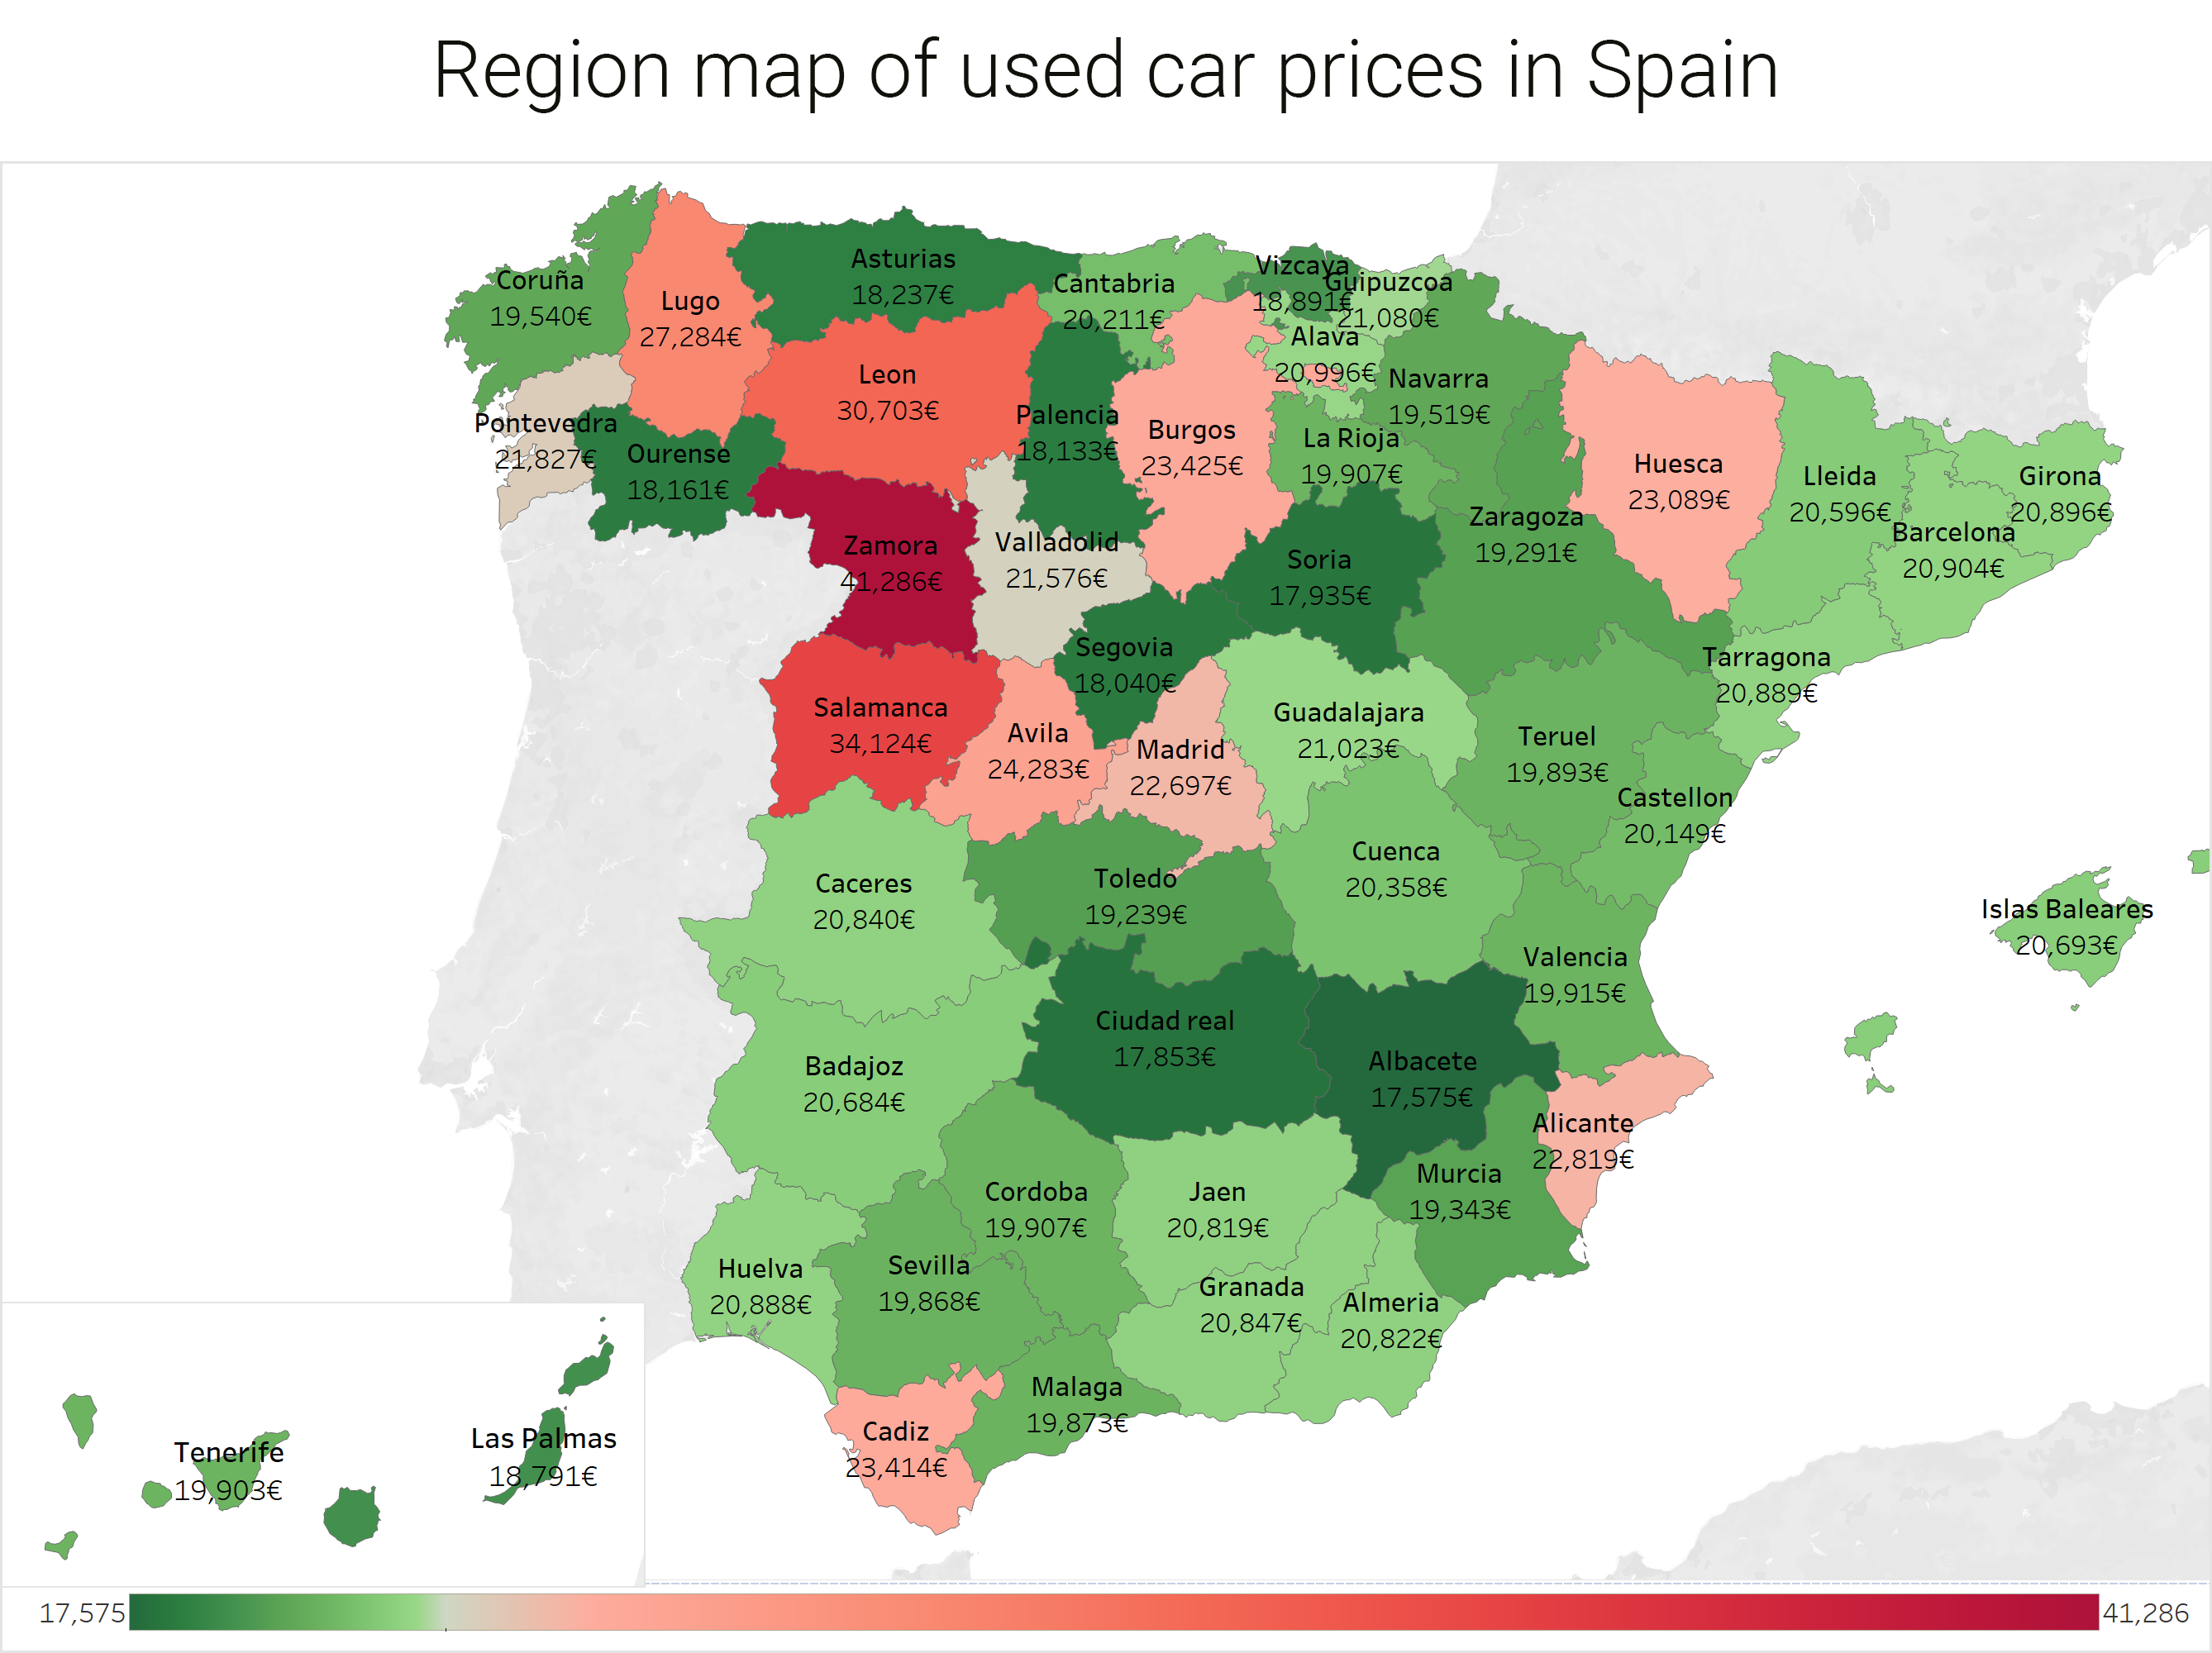 Region map of used car prices in Spain
Coruña
19,540€
Lugo
27,284€
Asturias
18,237€
Cantabria
20,211€
Vizcaya
18,891€
Guipuzcoa
21,080€
Alava
20,996€
Navarra
19,519€
Leon
30,703€
Palencia
18,133€
Burgos
23,425€
La Rioja
19,907€
Pontevedra
21,827€
Ourense
18,161€
Huesca
23,089€
Lleida
20,596€
Girona
20,896€
Barcelona
20,904€
Zaragoza
19,291€
Zamora
41,286€
Valladolid
21,576€
Soria
17,935€
Segovia
18,040€
Tarragona
20,889€
Salamanca
34,124€
Avila
24,283€
Madrid
22,697€
Guadalajara
21,023€
Teruel
19,893€
Castellon
20,149€
Caceres
20,840€
Toledo
19,239€
Cuenca
20,358€
Islas Baleares
20,693€
Valencia
19,915€
Badajoz
20,684€
Ciudad real
17,853€
Albacete
17,575€
Alicante
22,819€
Murcia
19,343€
Cordoba
19,907€
Jaen
20,819€
Huelva
20,888€
Sevilla
19,868€
Granada
20,847€
Almeria
20,822€
Malaga
19,873€
Cadiz
23,414€
Tenerife
19,903€
Las Palmas
18,791€
17,575
41,286